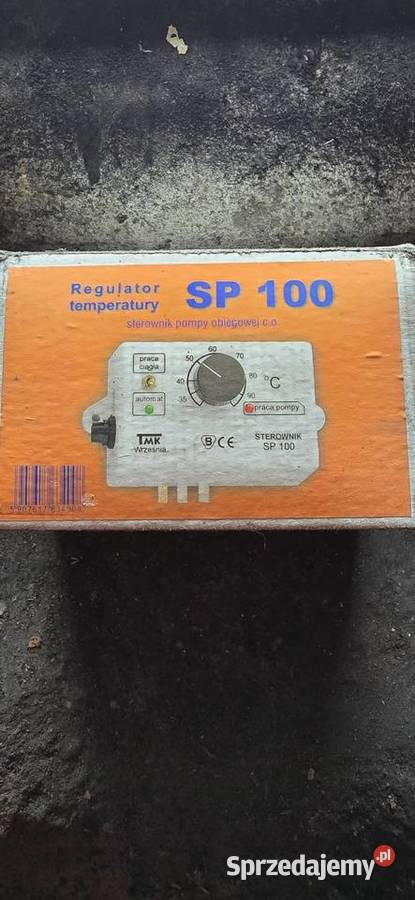 Regulator
temperatury
SP 100
sterownik pompy obiegowej c.o
praca
ciągła
automat
35
40
50
60
70
80
90
°C
praca pompy
TMK
Września
B CE
STEROWNIK
SP 100
Sprzedajemy.pl